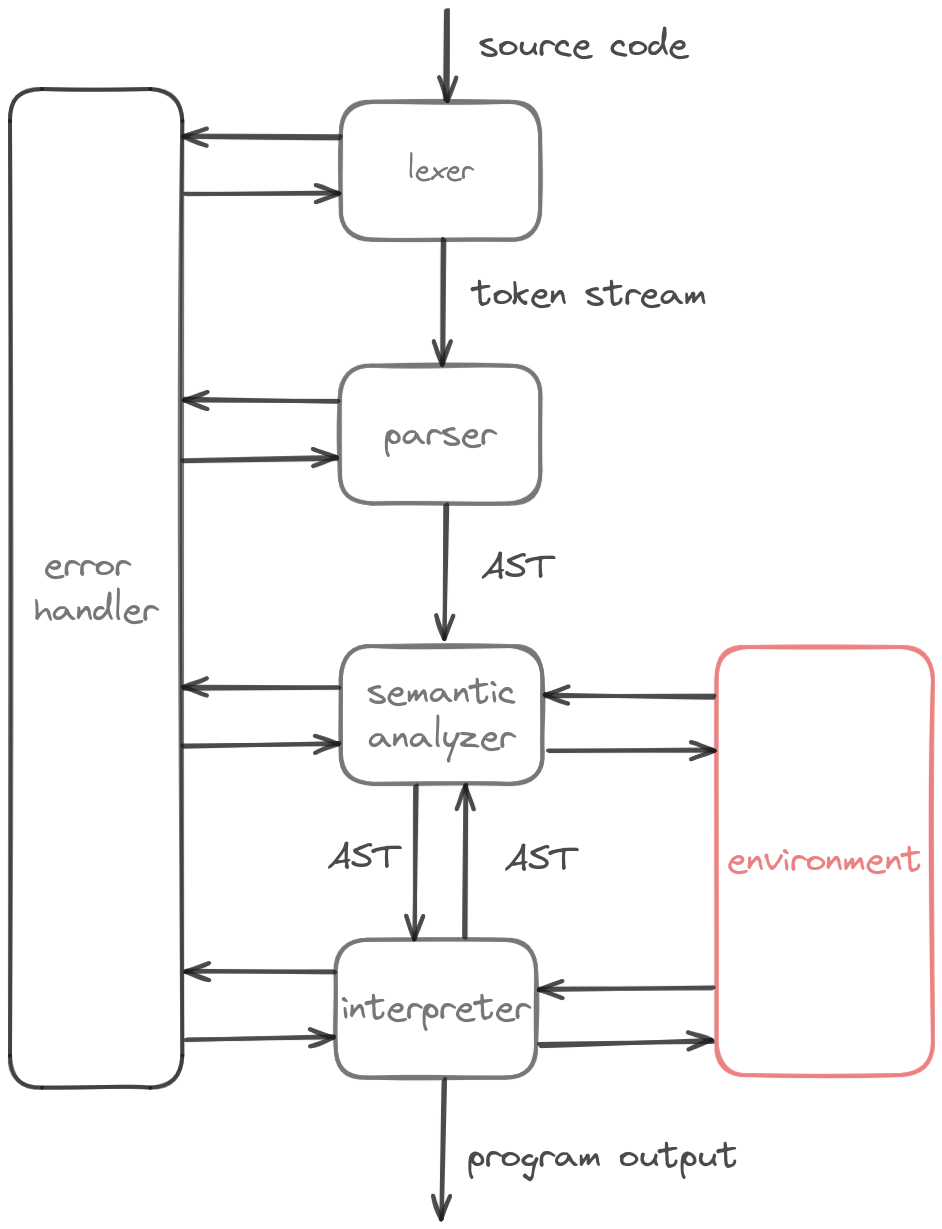 source code
lexer
token stream
parser
AST
error
handler
semantic
analyzer
AST
AST
environment
interpreter
program output